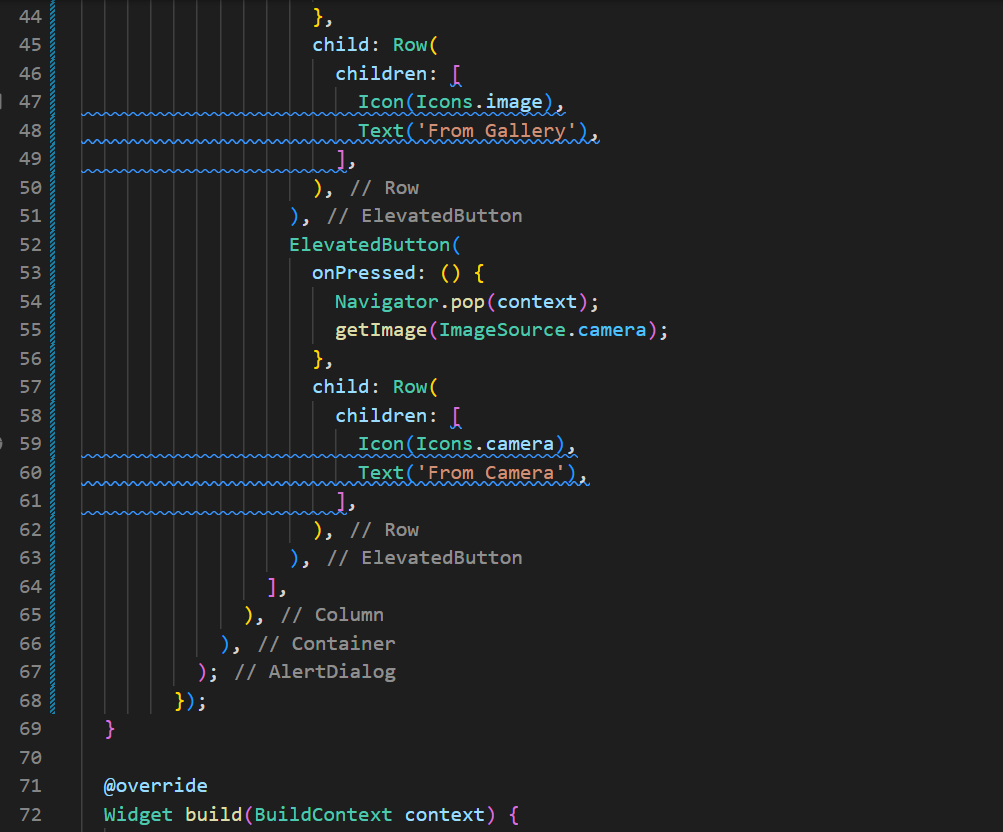 44 },
45 child: Row(
46 children: [
47 Icon(Icons.image),
48 Text('From Gallery'),
49 ],
50 ), // Row
51 ), // ElevatedButton
52 ElevatedButton(
53 onPressed: () {
54 Navigator.pop(context);
55 getImage(ImageSource.camera);
56 },
57 child: Row(
58 children: [
59 Icon(Icons.camera),
60 Text('From Camera'),
61 ],
62 ), // Row
63 ), // ElevatedButton
64 ],
65 ), // Column
66 ), // Container
67 ); // AlertDialog
68 });
69 }
70
71 @override
72 Widget build(BuildContext context) {